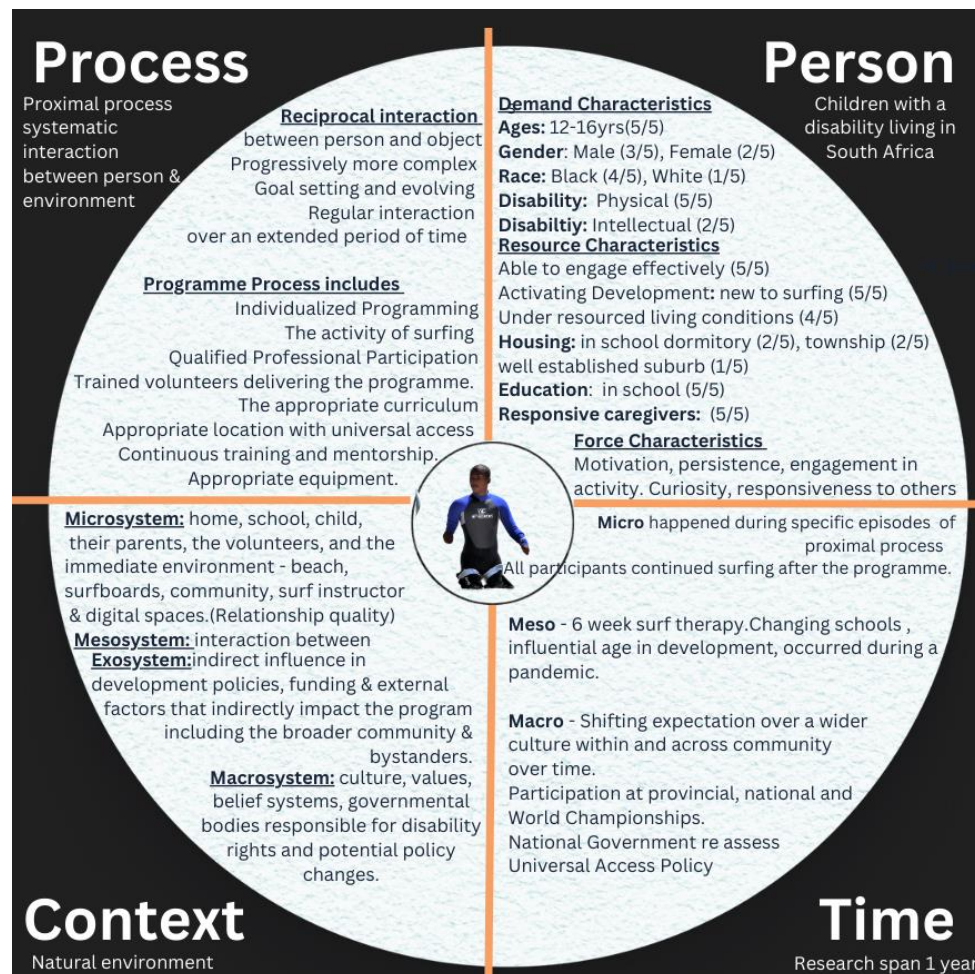 Process
Proximal process
systematic
interaction
between person &
environment
Reciprocal interaction
between person and object
Progressively more complex
Goal setting and evolving
Regular interaction
over an extended period of time
Programme Process includes
Individualized Programming
The activity of surfing
Qualified Professional Participation
Trained volunteers delivering the programme.
The appropriate curriculum
Appropriate location with universal access
Continuous training and mentorship.
Appropriate equipment.
Person
Children with a
disability living in
South Africa
Demand Characteristics
Ages: 12-16yrs(5/5)
Gender: Male (3/5), Female (2/5)
Race: Black (4/5), White (1/5)
Disability: Physical (5/5)
Disabiltiy: Intellectual (2/5)
Resource Characteristics
Able to engage effectively (5/5)
Activating Development: new to surfing (5/5)
Under resourced living conditions (4/5)
Housing: in school dormitory (2/5), township (2/5)
well established suburb (1/5)
Education: in school (5/5)
Responsive caregivers: (5/5)
Force Characteristics
Motivation, persistence, engagement in
activity. Curiosity, responsiveness to others
Microsystem: home, school, child,
their parents, the volunteers, and the
immediate environment - beach,
surfboards, community, surf instructor
& digital spaces.(Relationship quality)
Mesosystem: interaction between
Exosystem:indirect influence in
development policies, funding & external
factors that indirectly impact the program
including the broader community &
bystanders.
Macrosystem: culture, values,
belief systems, governmental
bodies responsible for disability
rights and potential policy
changes.
Context
Natural environment
Micro happened during specific episodes of
proximal process
All participants continued surfing after the programme.
Meso - 6 week surf therapy.Changing schools ,
influential age in development, occurred during a
pandemic.
Macro - Shifting expectation over a wider
culture within and across community
over time.
Participation at provincial, national and
World Championships.
National Government re assess
Universal Access Policy
Time
Research span 1 year